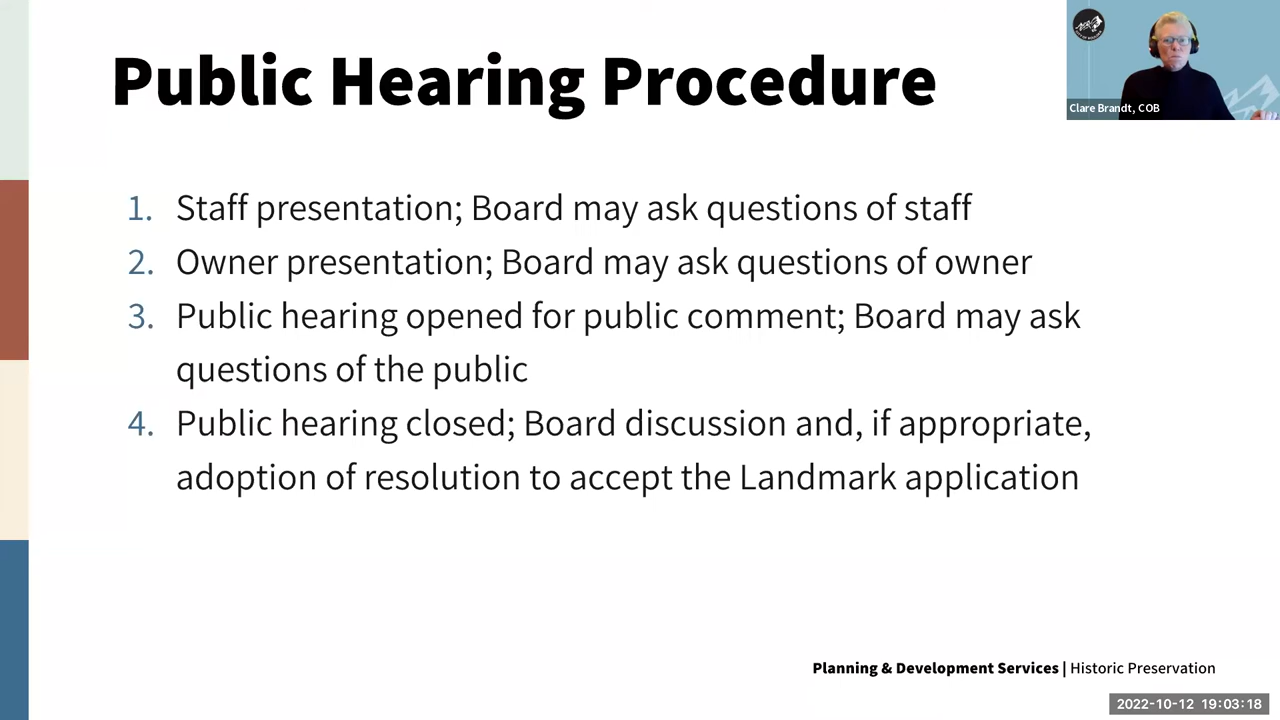 Public Hearing Procedure
Clare Brandt, COB
1. Staff presentation; Board may ask questions of staff
2. Owner presentation; Board may ask questions of owner
3. Public hearing opened for public comment; Board may ask
questions of the public
4. Public hearing closed; Board discussion and, if appropriate,
adoption of resolution to accept the Landmark application
Planning & Development Services | Historic Preservation
2022-10-12 19:03:18